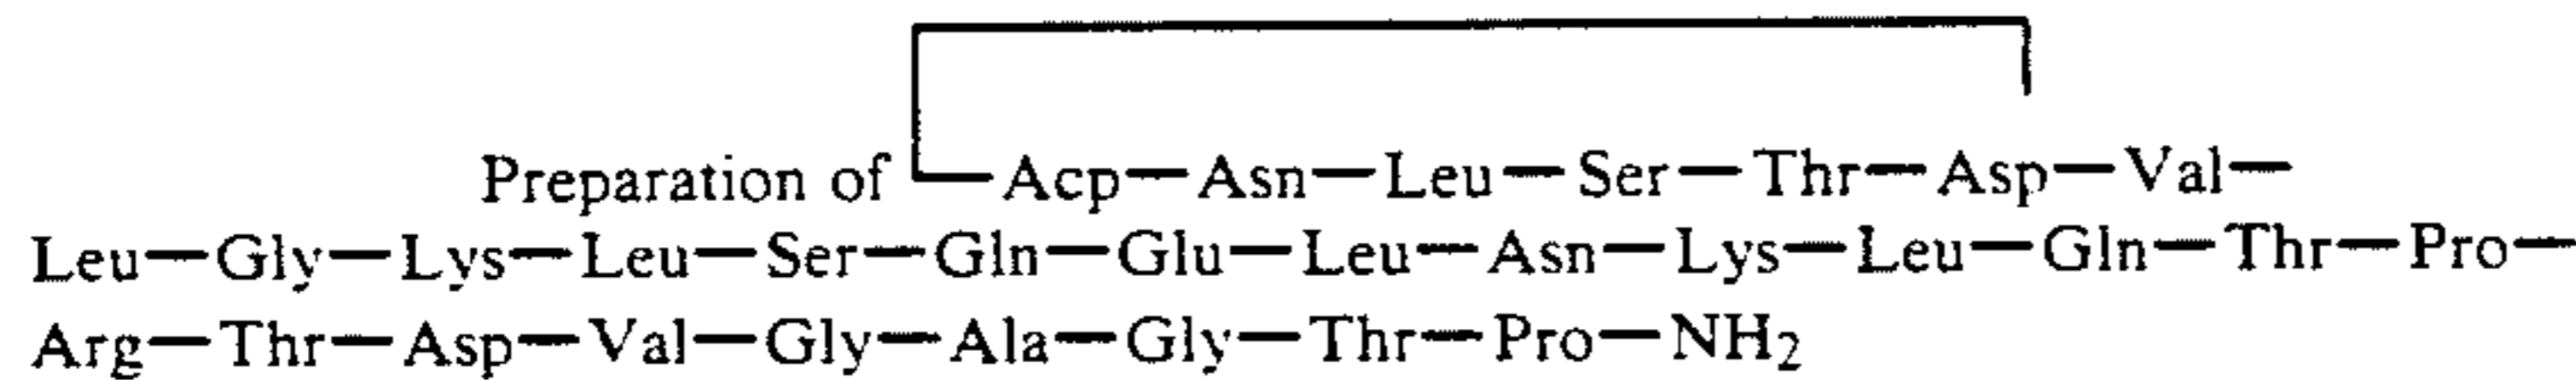 Preparation of Acp—Asn—Leu—Ser—Thr—Asp—Val—
Leu—Gly—Lys—Leu—Ser—Gln—Glu—Leu—Asn—Lys—Leu—Gln—Thr—Pro—
Arg—Thr—Asp—Val—Gly—Ala—Gly—Thr—Pro—NH₂